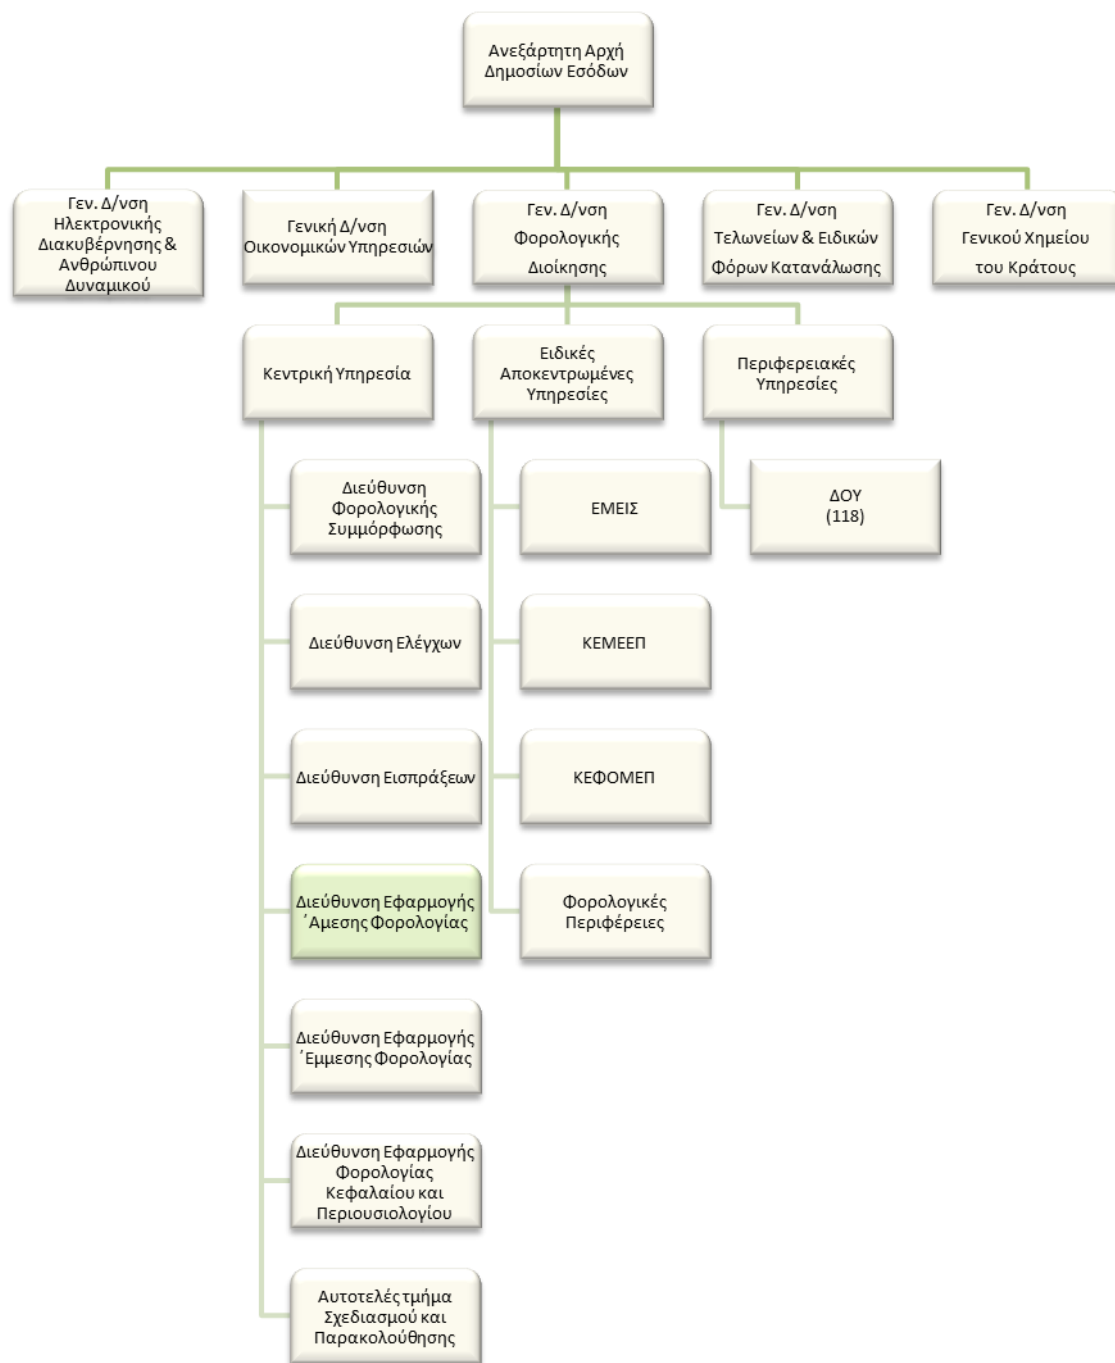 Ανεξάρτητη Αρχή
Δημοσίων Εσόδων
Γεν. Δ/νση
Ηλεκτρονικής
Διακυβέρνησης &
Ανθρώπινου
Δυναμικού
Γενική Δ/νση
Οικονομικών Υπηρεσιών
Γεν. Δ/νση
Φορολογικής
Διοίκησης
Γεν. Δ/νση
Τελωνείων & Ειδικών
Φόρων Κατανάλωσης
Γεν. Δ/νση
Γενικού Χημείου
του Κράτους
Κεντρική Υπηρεσία
Ειδικές
Αποκεντρωμένες
Υπηρεσίες
Περιφερειακές
Υπηρεσίες
Διεύθυνση
Φορολογικής
Συμμόρφωσης
ΕΜΕΙΣ
ΔΟΥ
(118)
Διεύθυνση Ελέγχων
ΚΕΜΕΕΠ
Διεύθυνση Εισπράξεων
ΚΕΦΟΜΕΠ
Διεύθυνση Εφαρμογής
΄Αμεσης Φορολογίας
Φορολογικές
Περιφέρειες
Διεύθυνση Εφαρμογής
΄Εμμεσης Φορολογίας
Διεύθυνση Εφαρμογής
Φορολογίας
Κεφαλαίου και
Περιουσιολογίου
Αυτοτελές τμήμα
Σχεδιασμού και
Παρακολούθησης